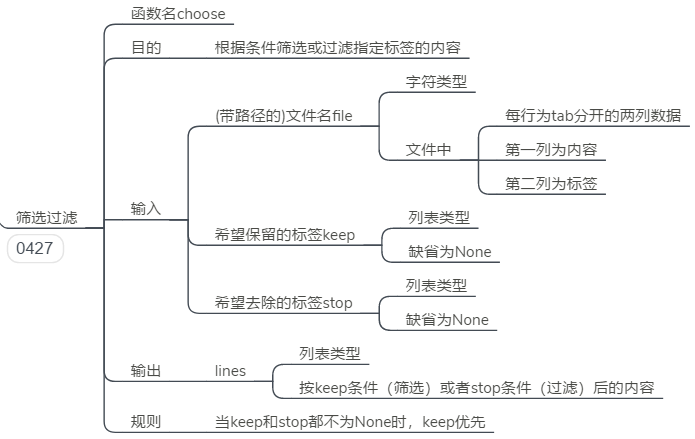 函数名choose
目的
根据条件筛选或过滤指定标签的内容
字符类型
(带路径的)文件名file
每行为tab分开的两列数据
文件中
第一列为内容
第二列为标签
筛选过滤
0427
输入
列表类型
希望保留的标签keep
缺省为None
列表类型
希望去除的标签stop
缺省为None
列表类型
输出
lines
按keep条件（筛选）或者stop条件（过滤）后的内容
规则
当keep和stop都不为None时，keep优先